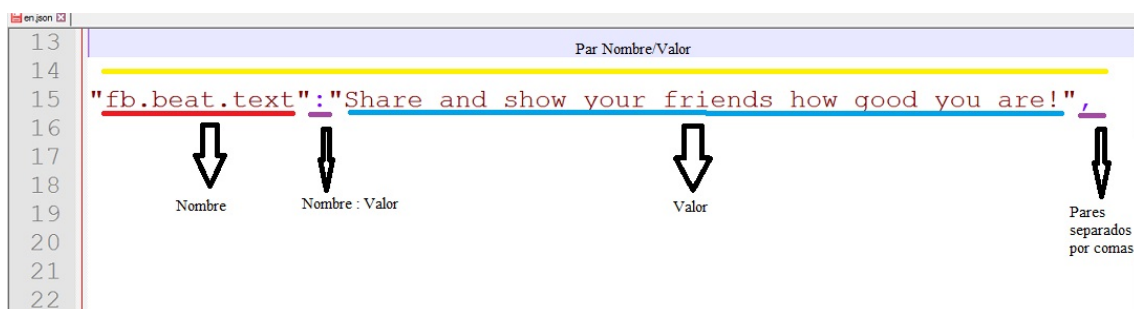 en.json
13
Par Nombre/Valor
14
15 "fb.beat.text":"Share and show your friends how good you are!",
16
17
18
Nombre
Nombre : Valor
Valor
19
Pares
separados
por comas
20
21
22